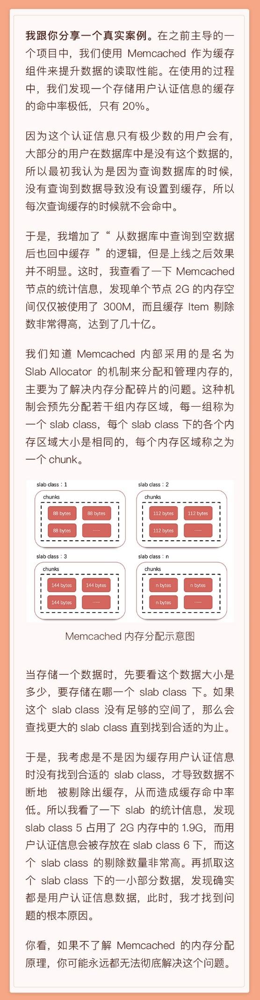 我跟你分享一个真实案例。在之前主导的一
个项目中，我们使用 Memcached 作为缓存
组件来提升数据的读取性能。在使用的过程
中，我们发现一个存储用户认证信息的缓存
的命中率极低，只有 20%。
因为这个认证信息只有极少数的用户会有，
大部分的用户在数据库中是没有这个数据的，
所以最初我认为是因为查询数据库的时候，
没有查询到数据导致没有设置到缓存，所以
每次查询缓存的时候就不会命中。
于是，我增加了 “ 从数据库中查询到空数据
后也回中缓存 ” 的逻辑，但是上线之后效果
并不明显。这时，我查看了一下 Memcached
节点的统计信息，发现单个节点 2G 的内存空
间仅仅被使用了 300M，而且缓存 Item 剔除
数非常得高，达到了几十亿。
我们知道 Memcached 内部采用的是名为
Slab Allocator 的机制来分配和管理内存的，
主要为了解决内存分配碎片的问题。这种机
制会预先分配若干组内存区域，每一组称为
一个 slab class，每个 slab class 下的各个内
存区域大小是相同的，每个内存区域称之为
一个 chunk。
slab class：1
slab class：2
chunks
chunks
88 bytes 88 bytes
112 bytes 112 bytes
88 bytes ……
112 bytes ……
slab class：3
slab class：n
chunks
chunks
144 bytes 144 bytes
n bytes n bytes
144 bytes ……
n bytes ……
Memcached 内存分配示意图
当存储一个数据时，先要看这个数据大小是
多少，要存储在哪一个 slab class 下。如果
这个 slab class 没有足够的空间了，那么会
查找更大的 slab class 直到找到合适的为止。
于是，我考虑是不是因为缓存用户认证信息
时没有找到合适的 slab class，才导致数据不
断地 被剔除出缓存，从而造成缓存命中率
低。所以我看了一下 slab 的统计信息，发现
slab class 5 占用了 2G 内存中的 1.9G，而用
户认证信息会被存放在 slab class 6 下，而这
个 slab class 的剔除数量非常高。再抓取这
个 slab class 下的一小部分数据，发现确实
都是用户认证信息数据，此时，我才找到问
题的根本原因。
你看，如果不了解 Memcached 的内存分配
原理，你可能永远都无法彻底解决这个问题。